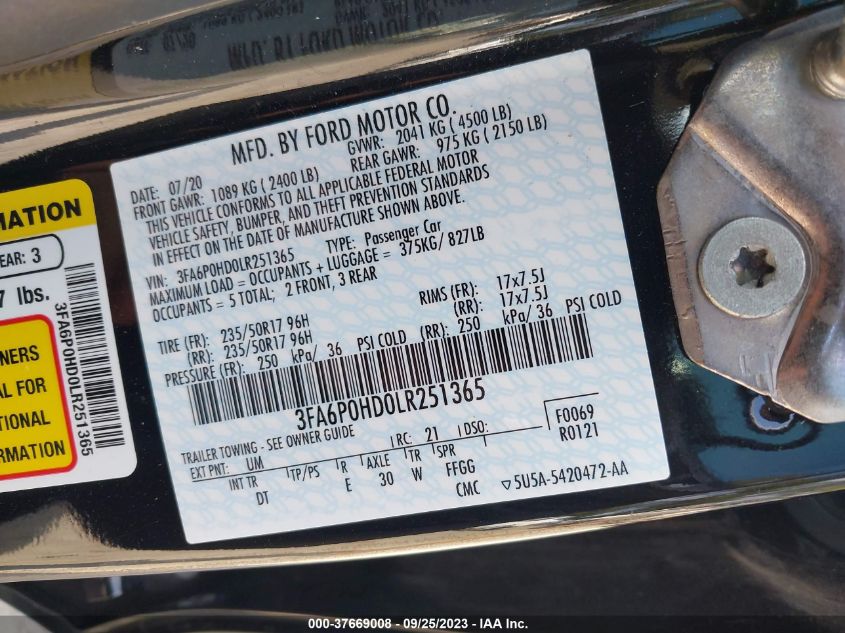 MFD. BY FORD MOTOR CO.
DATE: 07/20 GVWR: 2041 KG ( 4500 LB)
FRONT GAWR: 1089 KG ( 2400 LB) REAR GAWR: 975 KG ( 2150 LB)
THIS VEHICLE CONFORMS TO ALL APPLICABLE FEDERAL MOTOR
VEHICLE SAFETY, BUMPER, AND THEFT PREVENTION STANDARDS
IN EFFECT ON THE DATE OF MANUFACTURE SHOWN ABOVE.
VIN: 3FA6P0HD0LR251365 TYPE: Passenger Car
MAXIMUM LOAD = OCCUPANTS + LUGGAGE = 375KG/ 827LB
OCCUPANTS = 5 TOTAL; 2 FRONT, 3 REAR
TIRE (FR): 235/50R17 96H RIMS (FR): 17x7.5J
(RR): 235/50R17 96H (RR): 17x7.5J
PRESSURE (FR): 250 kPa/ 36 PSI COLD (RR): 250 kPa/ 36 PSI COLD
3FA6P0HD0LR251365
TRAILER TOWING - SEE OWNER GUIDE RC: 21 DSO: F0069
R0121
EXT PNT: UM
INT TR TP/PS R AXLE TR SPR
DT E 30 W FFGG
CMC ▽5U5A-5420472-AA
MATION
EAR: 3
7 lbs.
3FA6P0HD0LR251365
NERS
AL FOR
TIONAL
RMATION
000-37669008 - 09/25/2023 - IAA Inc.